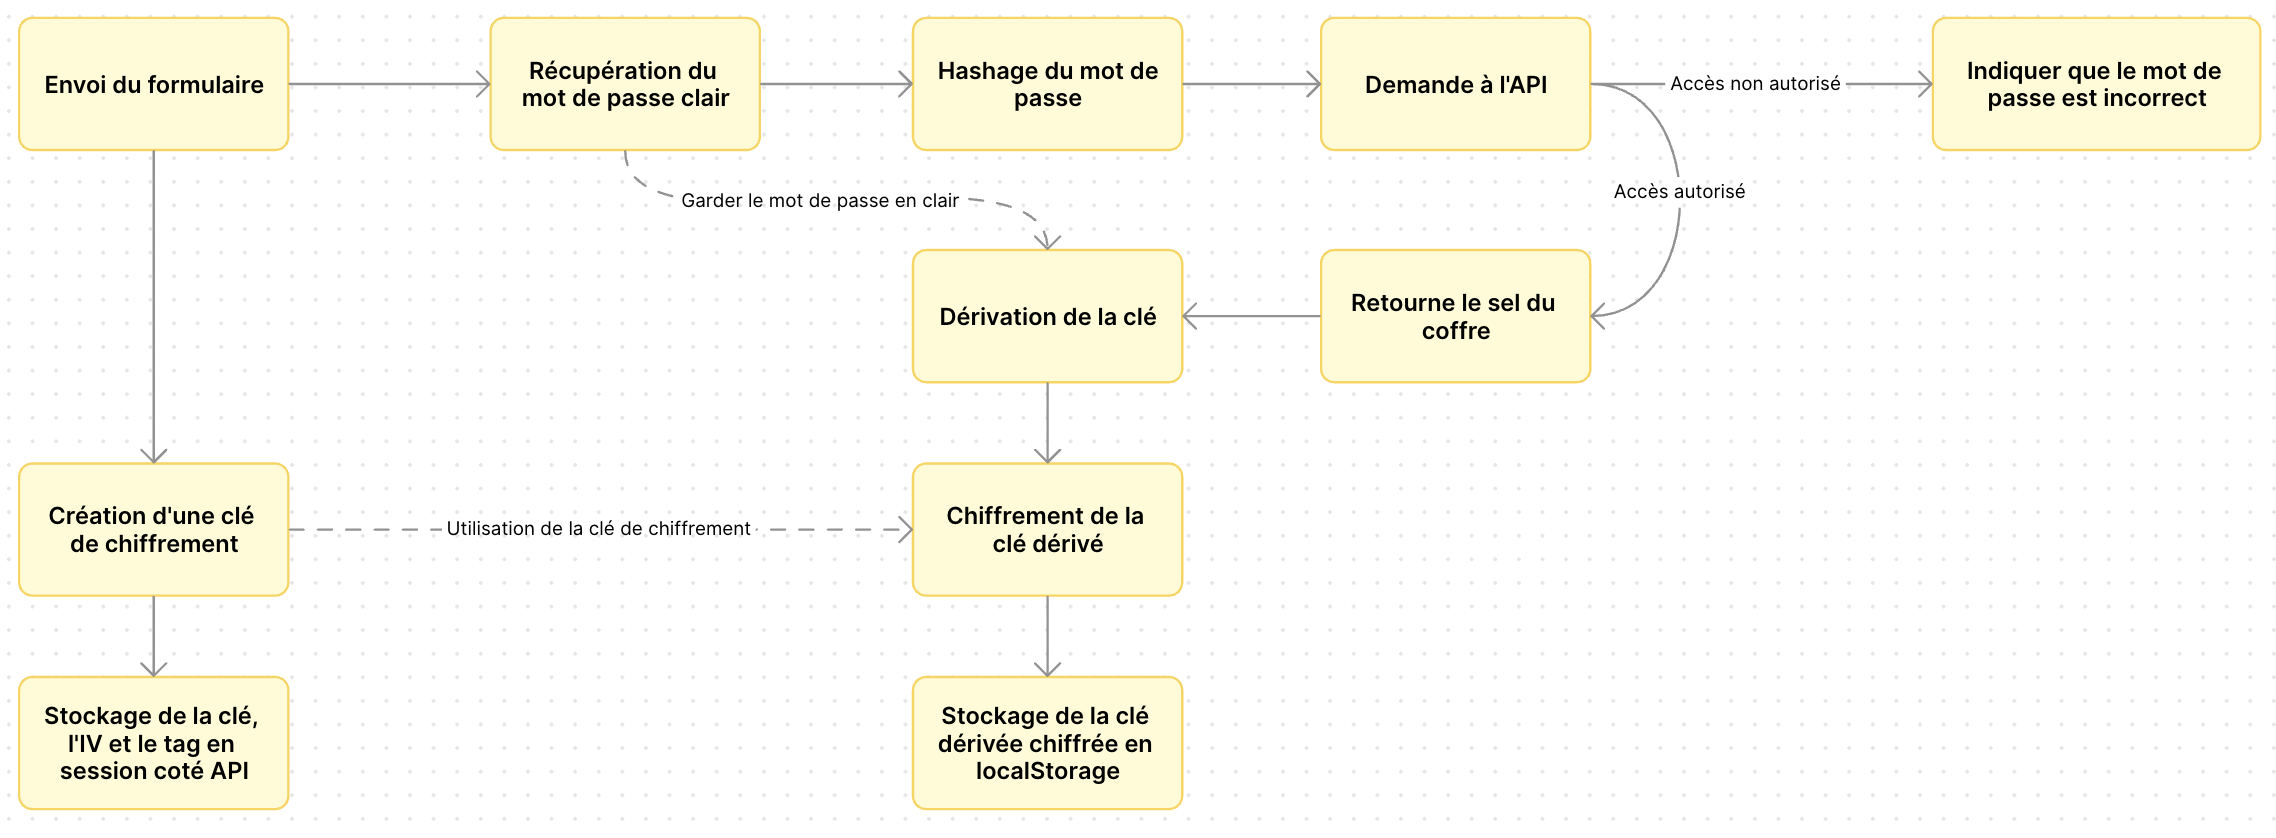 Envoi du formulaire
Récupération du
mot de passe clair
Hashage du mot de
passe
Demande à l'API
Accès non autorisé
Indiquer que le mot de
passe est incorrect
Garder le mot de passe en clair
Accès autorisé
Dérivation de la clé
Retourne le sel du
coffre
Création d'une clé
de chiffrement
Utilisation de la clé de chiffrement
Chiffrement de la
clé dérivé
Stockage de la clé,
l'IV et le tag en
session coté API
Stockage de la clé
dérivée chiffrée en
localStorage